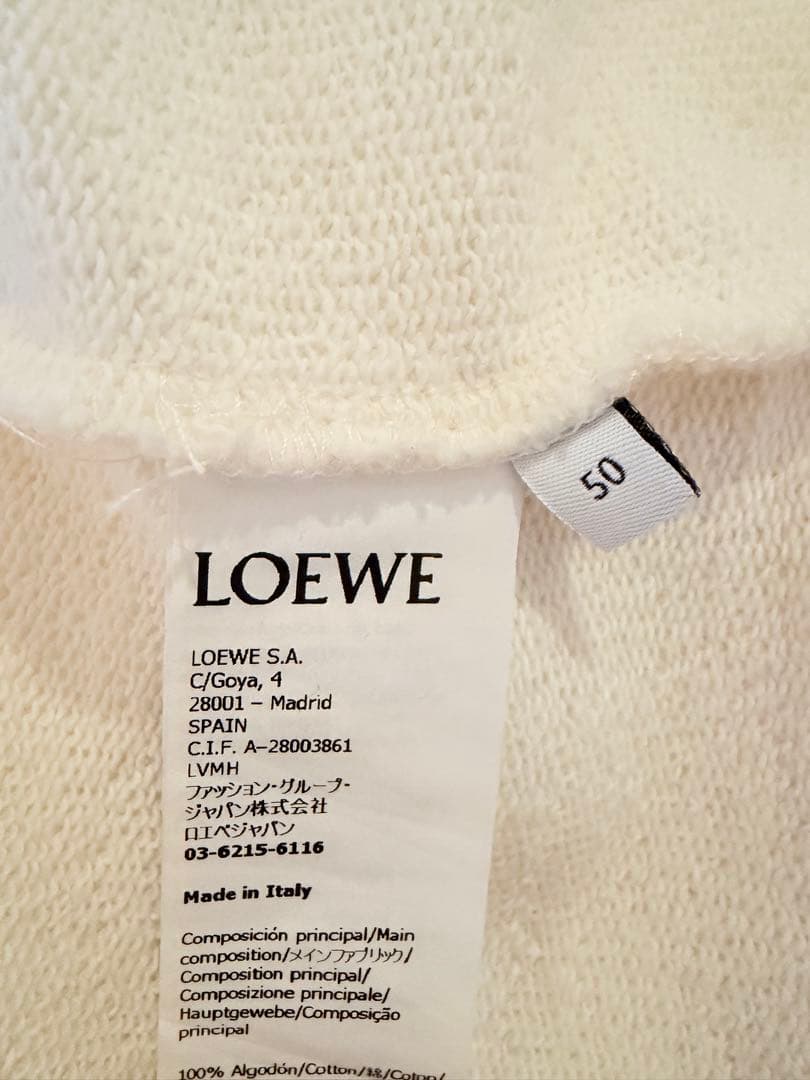 50
LOEWE
LOEWE S.A.
C/Goya, 4
28001 – Madrid
SPAIN
C.I.F. A-28003861
LVMH
ファッション・グループ・
ジャパン株式会社
ロエベジャパン
03-6215-6116
Made in Italy
Composición principal/Main
composition/メインファブリック/
Composition principal/
Composizione principale/
Hauptgewebe/Composição
principal
100% Algodón/Cotton/綿/Coton/